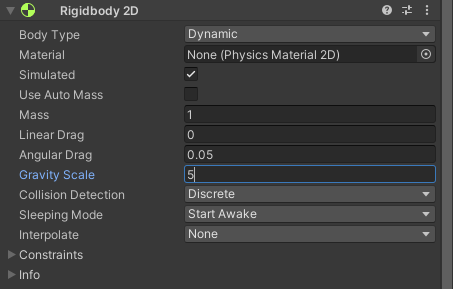 Rigidbody 2D
Body Type Dynamic
Material None (Physics Material 2D)
Simulated
Use Auto Mass
Mass 1
Linear Drag 0
Angular Drag 0.05
Gravity Scale 5
Collision Detection Discrete
Sleeping Mode Start Awake
Interpolate None
Constraints
Info